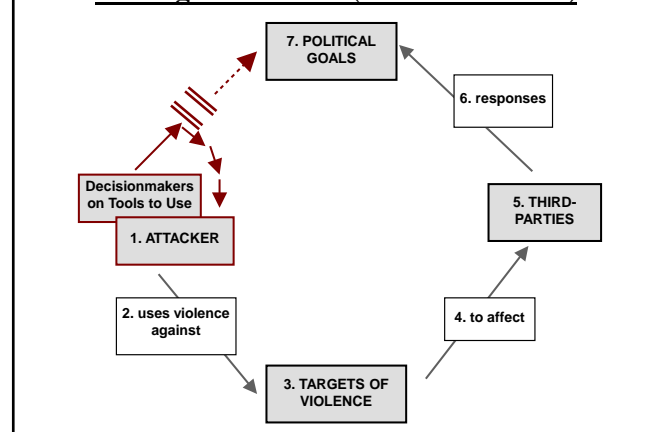 7. POLITICAL
GOALS
6. responses
Decisionmakers
on Tools to Use
1. ATTACKER
5. THIRD-
PARTIES
2. uses violence
against
4. to affect
3. TARGETS OF
VIOLENCE